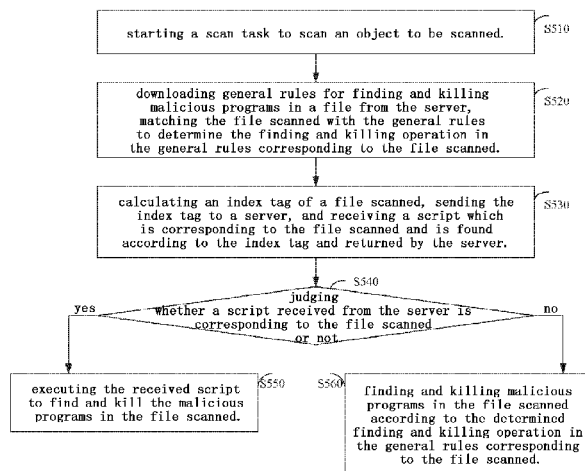 starting a scan task to scan an object to be scanned.
S510
downloading general rules for finding and killing
malicious programs in a file from the server,
matching the file scanned with the general rules
to determine the finding and killing operation in
the general rules corresponding to the file scanned.
S520
calculating an index tag of a file scanned, sending the
index tag to a server, and receiving a script which
is corresponding to the file scanned and is found
according to the index tag and returned by the server.
S530
S540
judging
whether a script received from the server is
corresponding to the file scanned
or not
yes
no
executing the received script
to find and kill the malicious
programs in the file scanned.
S550
S560
finding and killing malicious
programs in the file scanned
according to the determined
finding and killing operation in
the general rules corresponding
to the file scanned.